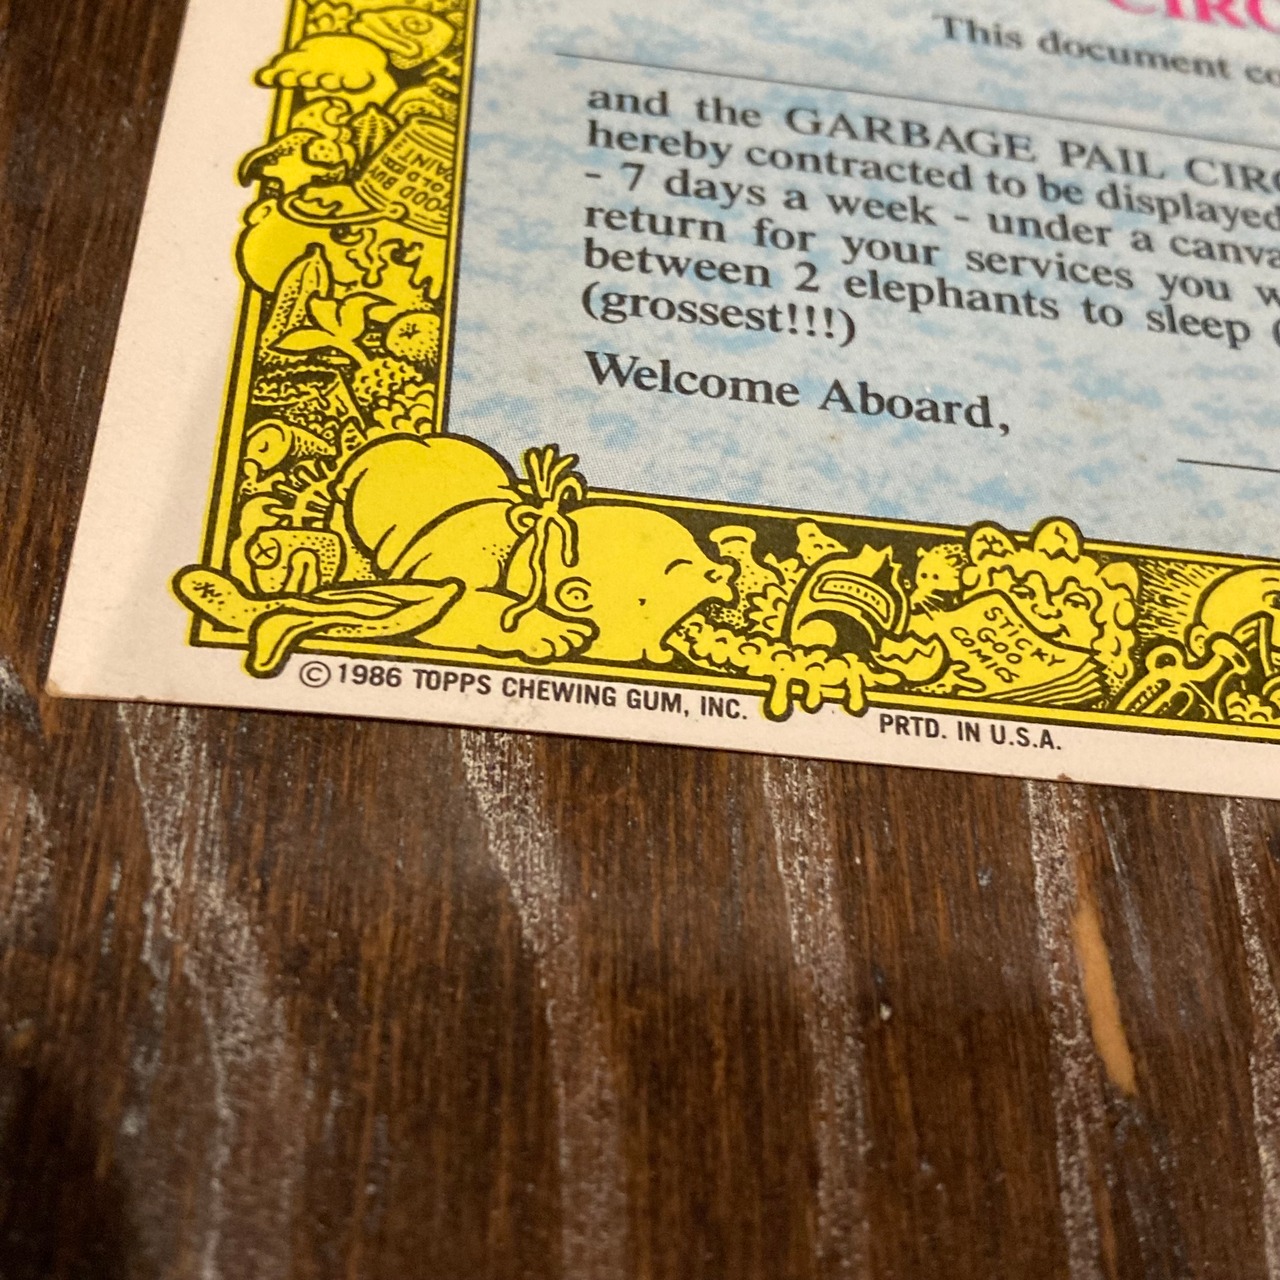 CIRC
This document co
and the GARBAGE PAIL CIRC
hereby contracted to be displayed
- 7 days a week - under a canva
return for your services you w
between 2 elephants to sleep (
(grossest!!!)
Welcome Aboard,
STICKY
GOO
COMICS
© 1986 TOPPS CHEWING GUM, INC.
PRTD. IN U.S.A.